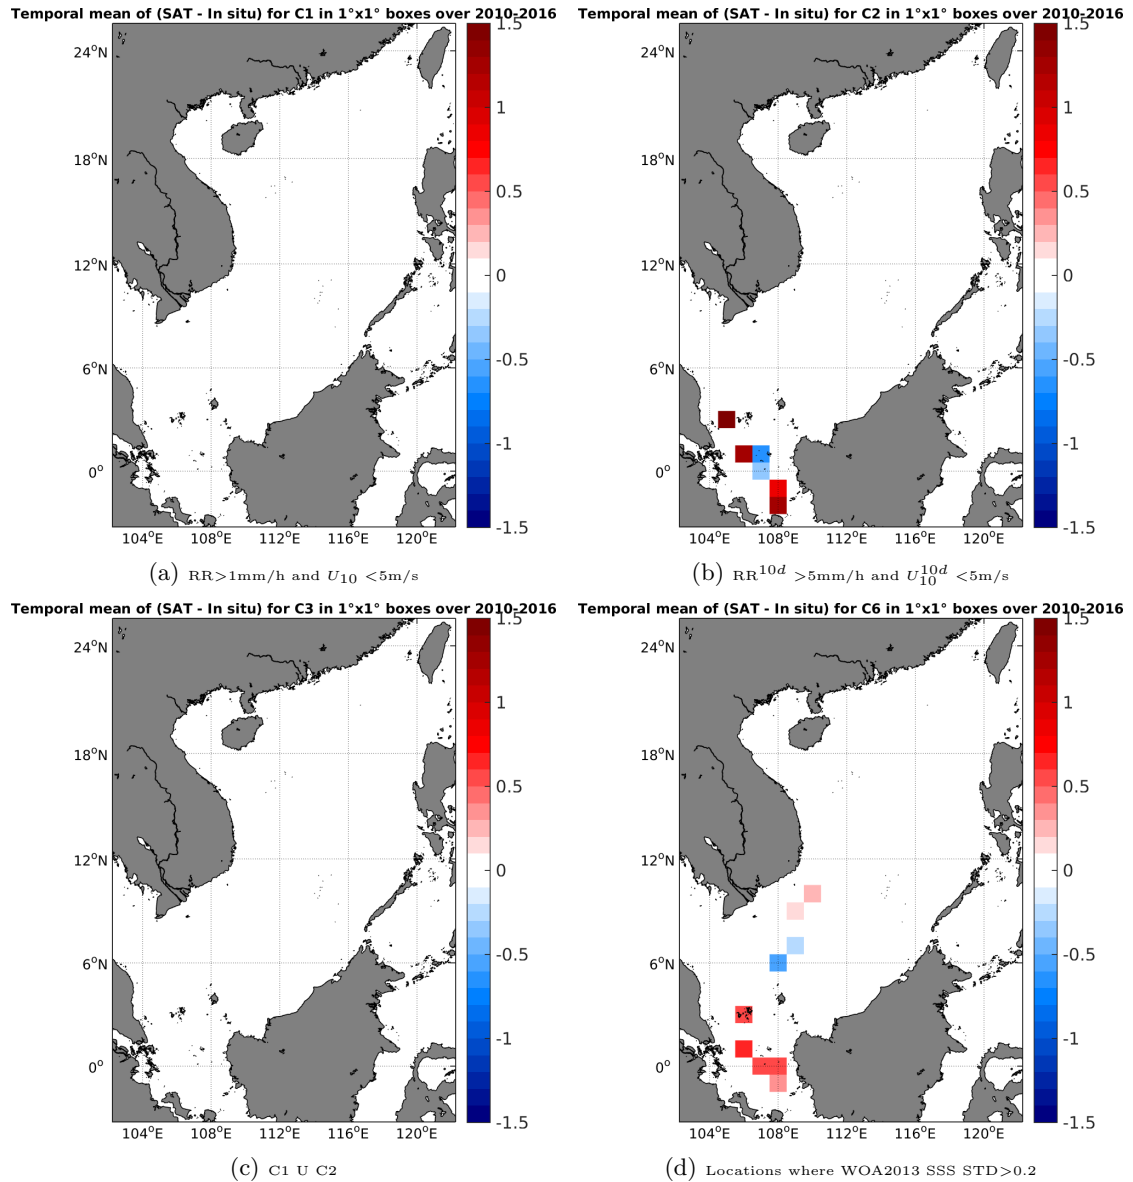 Temporal mean of (SAT - In situ) for C1 in 1°x1° boxes over 2010-2016
24°N
18°N
12°N
6°N
0°
104°E 108°E 112°E 116°E 120°E
1.5
1
0.5
0
-0.5
-1
-1.5
(a) RR>1mm/h and U10 <5m/s
Temporal mean of (SAT - In situ) for C2 in 1°x1° boxes over 2010-2016
24°N
18°N
12°N
6°N
0°
104°E 108°E 112°E 116°E 120°E
1.5
1
0.5
0
-0.5
-1
-1.5
(b) RR^10d >5mm/h and U10^10d <5m/s
Temporal mean of (SAT - In situ) for C3 in 1°x1° boxes over 2010-2016
24°N
18°N
12°N
6°N
0°
104°E 108°E 112°E 116°E 120°E
1.5
1
0.5
0
-0.5
-1
-1.5
(c) C1 U C2
Temporal mean of (SAT - In situ) for C6 in 1°x1° boxes over 2010-2016
24°N
18°N
12°N
6°N
0°
104°E 108°E 112°E 116°E 120°E
1.5
1
0.5
0
-0.5
-1
-1.5
(d) Locations where WOA2013 SSS STD>0.2